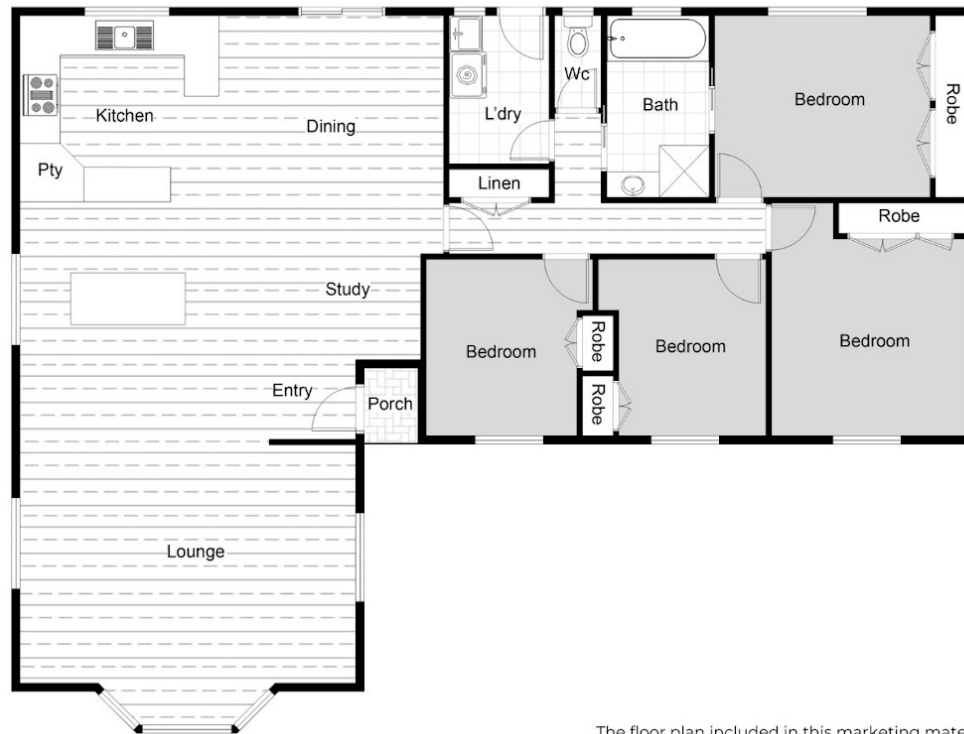 Kitchen
Dining
Pty
L'dry
Wc
Bath
Bedroom
Robe
Linen
Robe
Study
Bedroom
Robe
Robe
Bedroom
Bedroom
Entry
Porch
Lounge
The floor plan included in this marketing mate